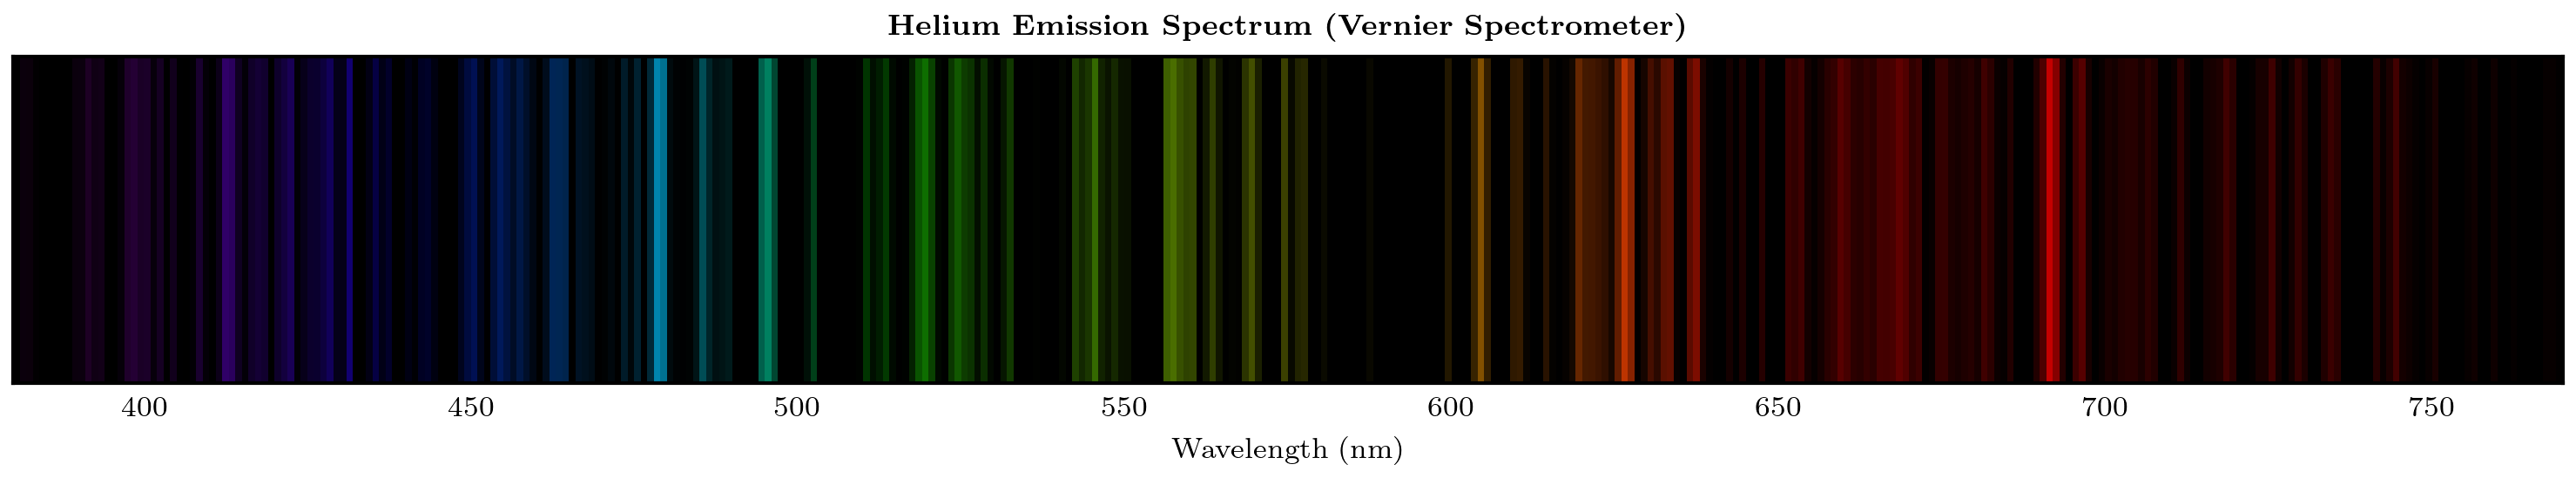 Helium Emission Spectrum (Vernier Spectrometer)
400 450 500 550 600 650 700 750
Wavelength (nm)